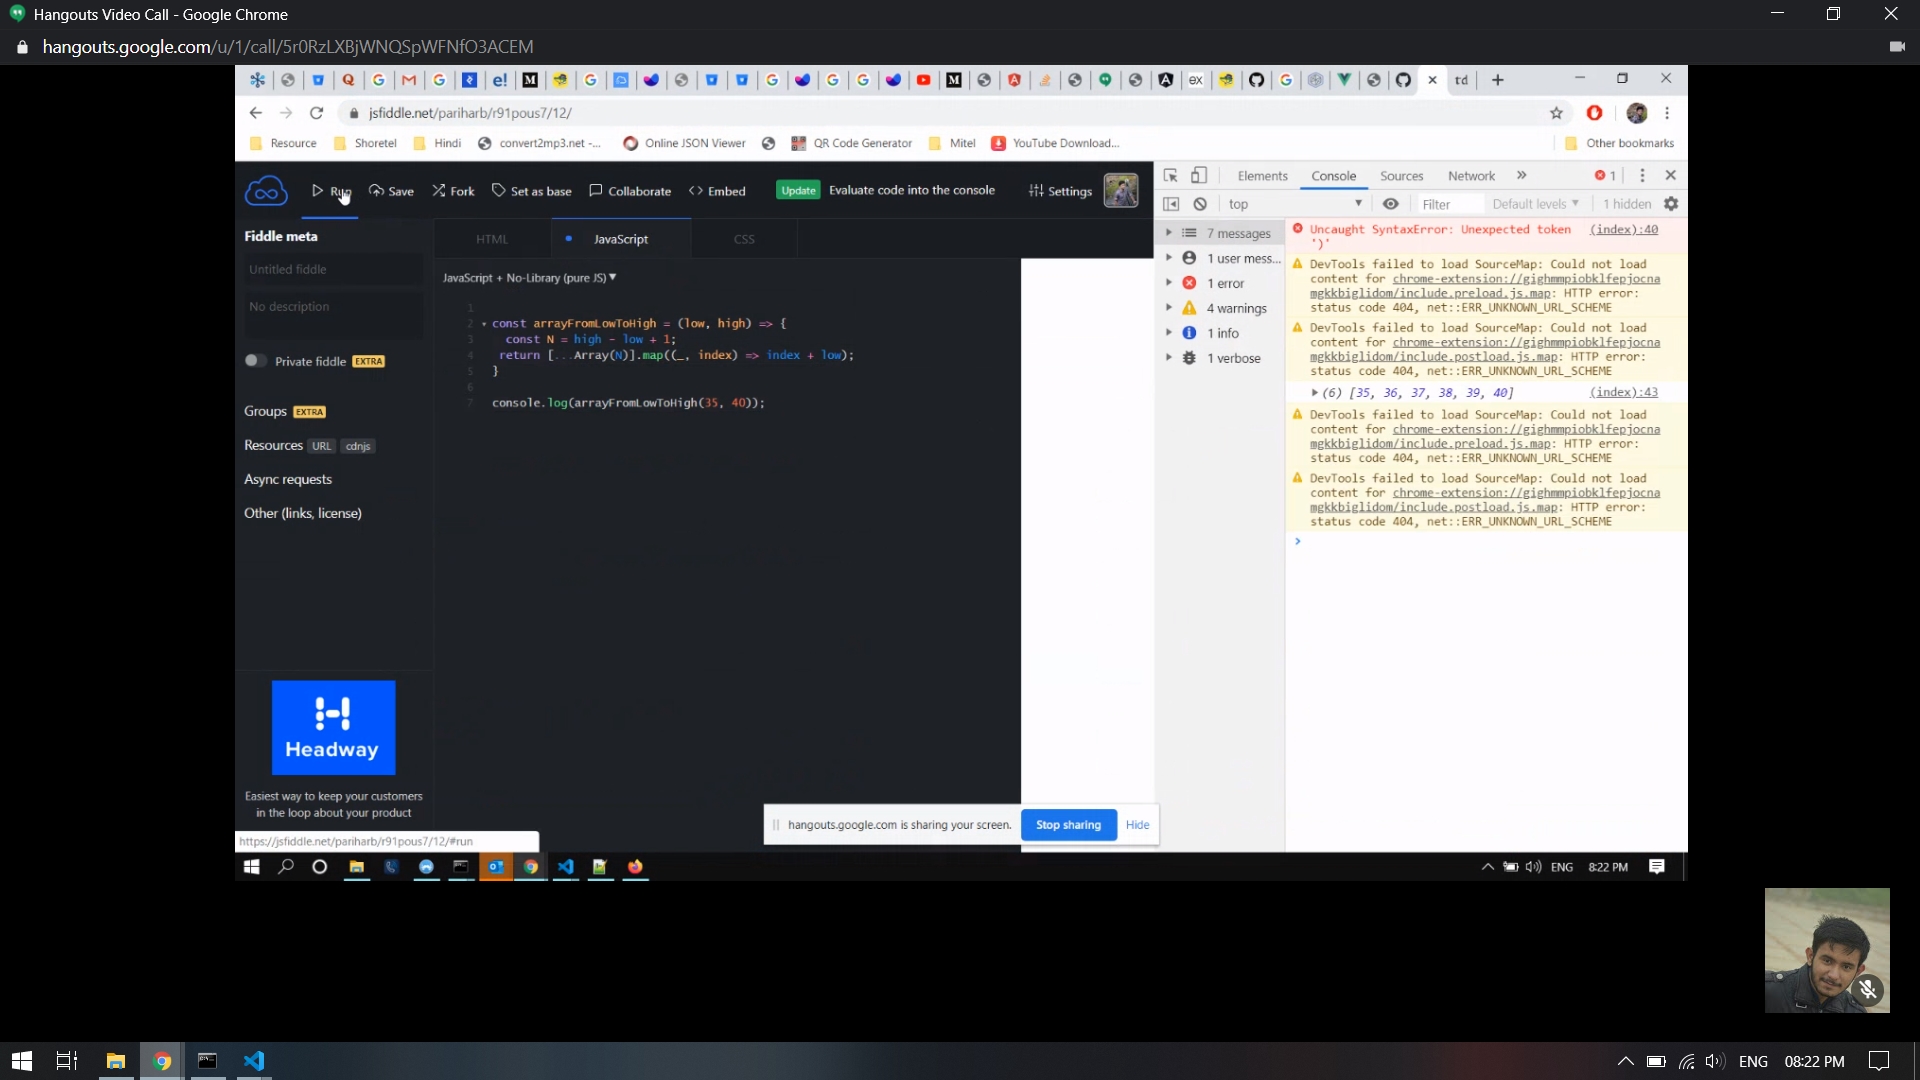 Hangouts Video Call - Google Chrome
hangouts.google.com/u/1/call/5r0RzLXBjWNQSpWFNfO3ACEM
td
jsfiddle.net/pariharb/r91pous7/12/
Resource Shoretel Hindi convert2mp3.net -... Online JSON Viewer QR Code Generator Mitel YouTube Download... Other bookmarks
Run Save Fork Set as base Collaborate Embed Update Evaluate code into the console Settings
Fiddle meta
Untitled fiddle
No description
Private fiddle EXTRA
Groups EXTRA
Resources URL cdnjs
Async requests
Other (links, license)
Headway
Easiest way to keep your customers
in the loop about your product
https://jsfiddle.net/pariharb/r91pous7/12/#run
HTML JavaScript CSS
JavaScript + No-Library (pure JS) ▼
1
2 const arrayFromLowToHigh = (low, high) => {
3 const N = high - low + 1;
4 return [...Array(N)].map((_, index) => index + low);
5 }
6
7 console.log(arrayFromLowToHigh(35, 40));
hangouts.google.com is sharing your screen. Stop sharing Hide
Elements Console Sources Network » 1
top Filter Default levels ▼ 1 hidden
7 messages
1 user mess...
1 error
4 warnings
1 info
1 verbose
Uncaught SyntaxError: Unexpected token (index):40
')'
DevTools failed to load SourceMap: Could not load
content for chrome-extension://gighmmpiobklfepjocna
mgkkbiglidom/include.preload.js.map: HTTP error:
status code 404, net::ERR_UNKNOWN_URL_SCHEME
DevTools failed to load SourceMap: Could not load
content for chrome-extension://gighmmpiobklfepjocna
mgkkbiglidom/include.postload.js.map: HTTP error:
status code 404, net::ERR_UNKNOWN_URL_SCHEME
(6) [35, 36, 37, 38, 39, 40] (index):43
DevTools failed to load SourceMap: Could not load
content for chrome-extension://gighmmpiobklfepjocna
mgkkbiglidom/include.preload.js.map: HTTP error:
status code 404, net::ERR_UNKNOWN_URL_SCHEME
DevTools failed to load SourceMap: Could not load
content for chrome-extension://gighmmpiobklfepjocna
mgkkbiglidom/include.postload.js.map: HTTP error:
status code 404, net::ERR_UNKNOWN_URL_SCHEME
ENG 8:22 PM
ENG 08:22 PM